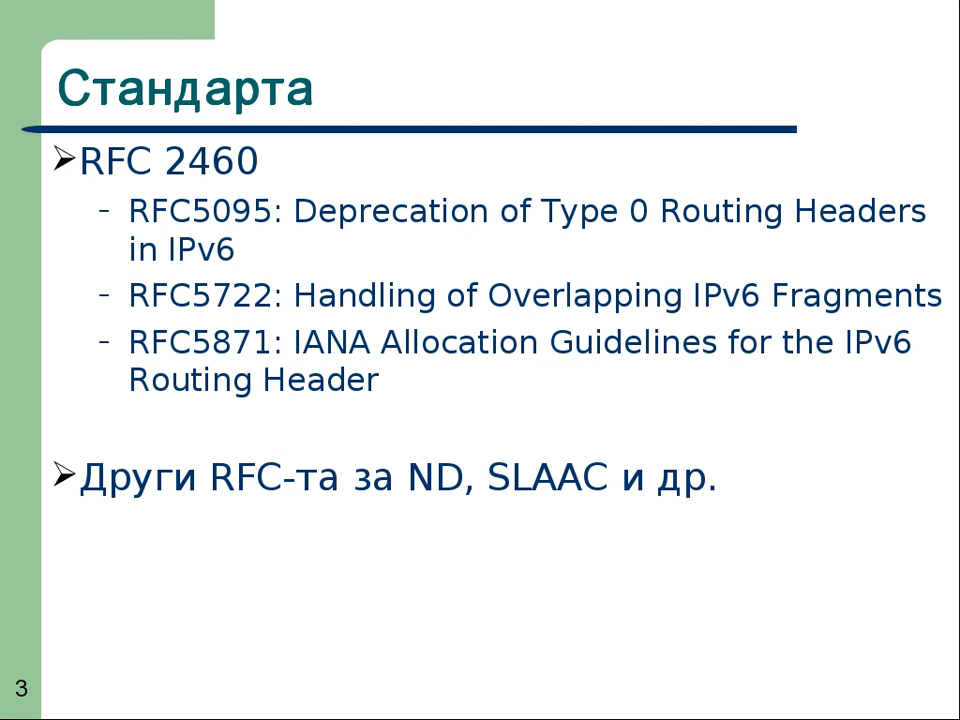 Стандарта
➢RFC 2460
– RFC5095: Deprecation of Type 0 Routing Headers
in IPv6
– RFC5722: Handling of Overlapping IPv6 Fragments
– RFC5871: IANA Allocation Guidelines for the IPv6
Routing Header
➢Други RFC-та за ND, SLAAC и др.
3